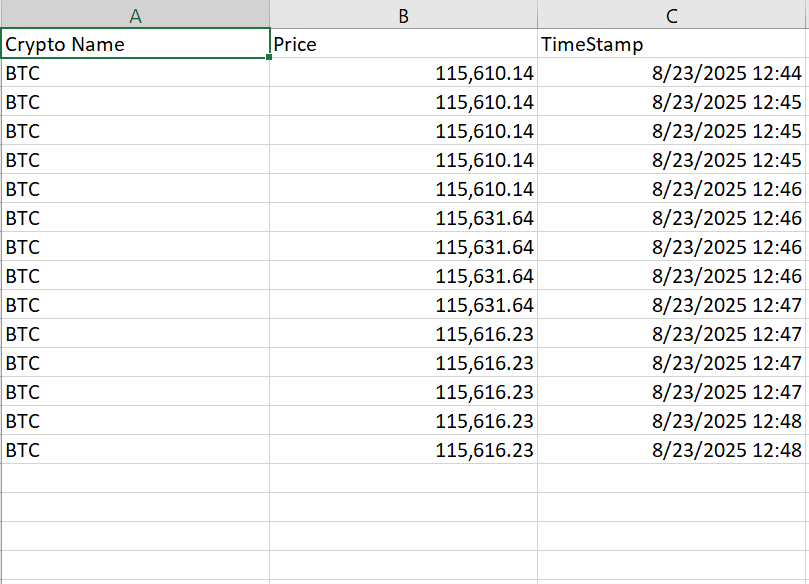 A B C
Crypto Name Price TimeStamp
BTC 115,610.14 8/23/2025 12:44
BTC 115,610.14 8/23/2025 12:45
BTC 115,610.14 8/23/2025 12:45
BTC 115,610.14 8/23/2025 12:45
BTC 115,610.14 8/23/2025 12:46
BTC 115,631.64 8/23/2025 12:46
BTC 115,631.64 8/23/2025 12:46
BTC 115,631.64 8/23/2025 12:46
BTC 115,631.64 8/23/2025 12:47
BTC 115,616.23 8/23/2025 12:47
BTC 115,616.23 8/23/2025 12:47
BTC 115,616.23 8/23/2025 12:47
BTC 115,616.23 8/23/2025 12:48
BTC 115,616.23 8/23/2025 12:48